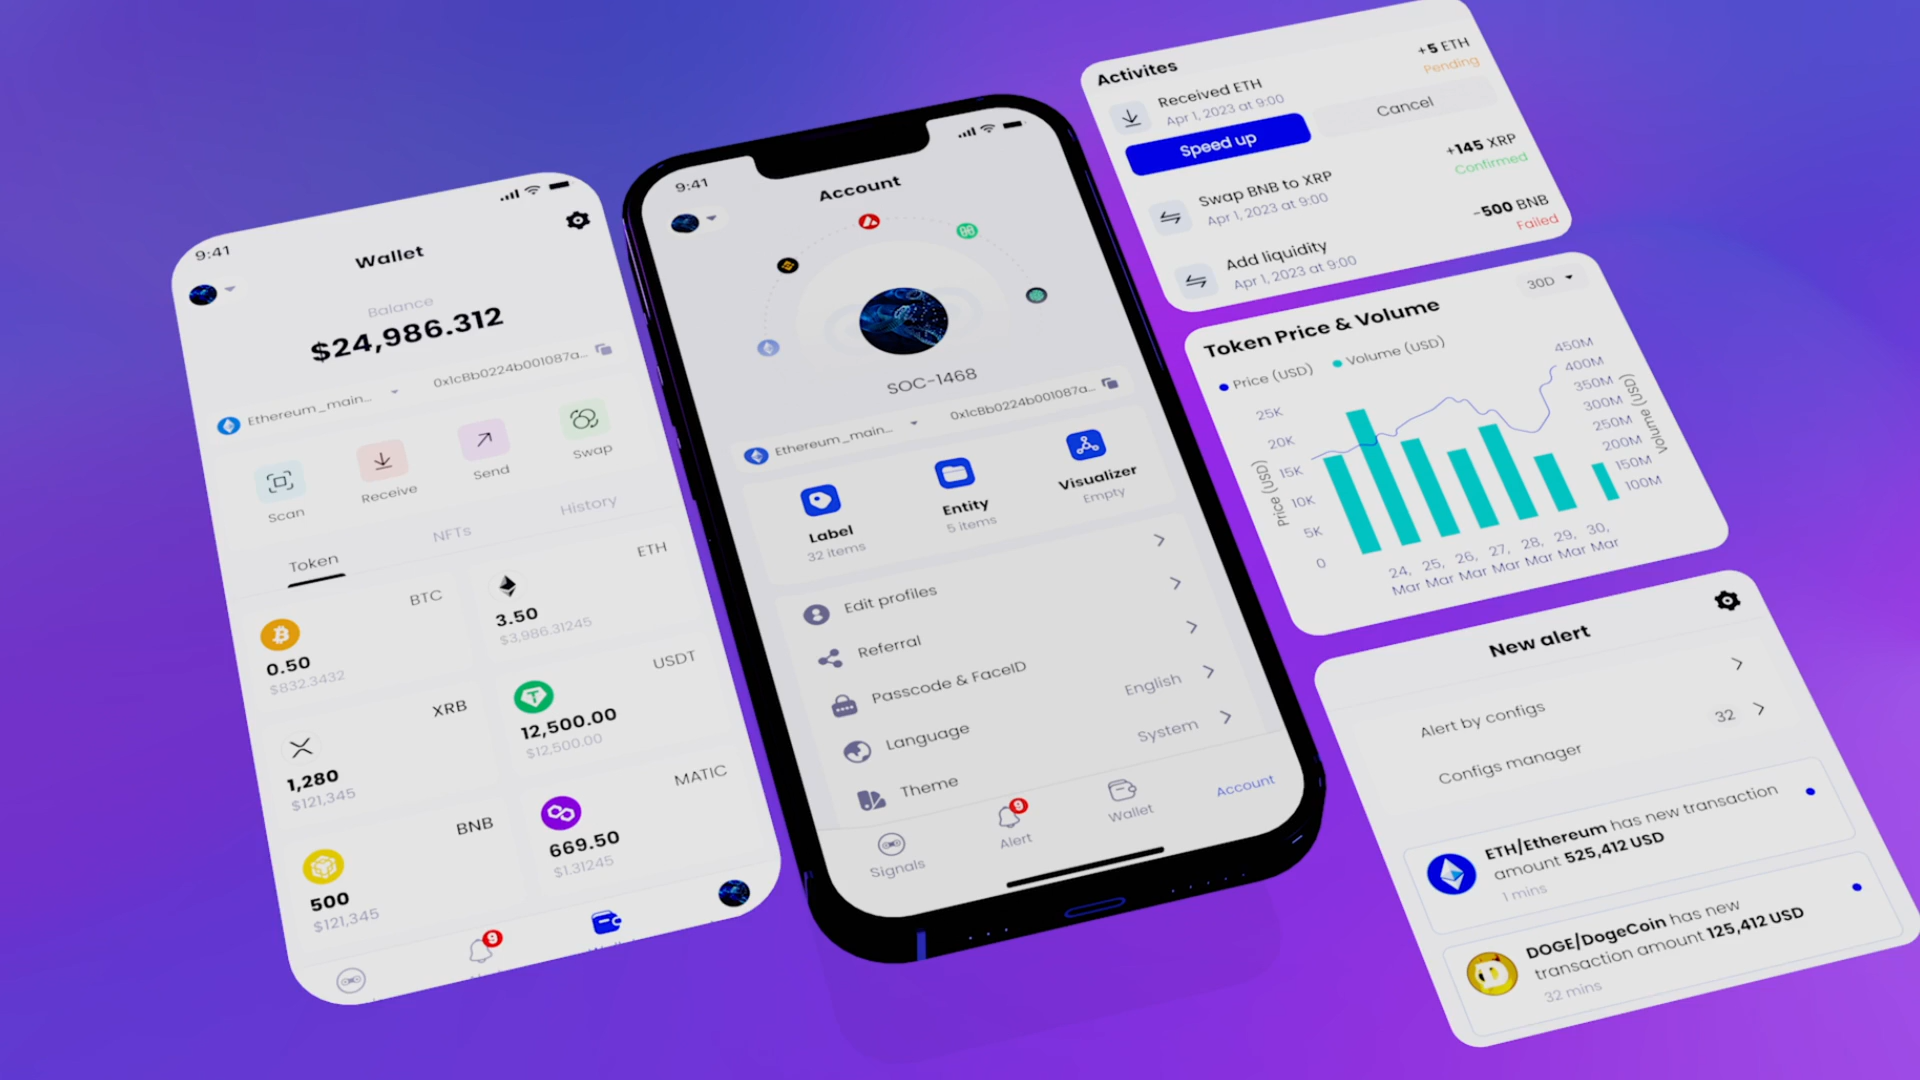 9:41
Wallet
Balance
$24,986.312
Ethereum_main...
0x1c8b0224b001087a...
Scan
Receive
Send
Swap
Token
NFTs
History
BTC
0.50
$832.3432
ETH
3.50
$3,986.31245
XRB
1,280
$121,345
USDT
12,500.00
$12,500.00
BNB
500
$121,345
MATIC
669.50
$1.31245
9
9:41
Account
SOC-1468
Ethereum_main...
0x1c8b0224b001087a...
Label
32 items
Entity
5 items
Visualizer
Empty
Edit profiles
Referral
Passcode & FaceID
Language
English
Theme
System
Signals
9
Alert
Wallet
Account
Activites
Received ETH
Apr 1, 2023 at 9:00
+5 ETH
Pending
Speed up
Cancel
Swap BNB to XRP
Apr 1, 2023 at 9:00
+145 XRP
Confirmed
Add liquidity
Apr 1, 2023 at 9:00
-500 BNB
Failed
Token Price & Volume
30D
Price (USD)
Volume (USD)
25K
20K
15K
10K
5K
0
Price (USD)
450M
400M
350M
300M
250M
200M
150M
100M
Volume (USD)
24, Mar
25, Mar
26, Mar
27, Mar
28, Mar
29, Mar
30, Mar
New alert
Alert by configs
Configs manager
32
ETH/Ethereum has new transaction
amount 525,412 USD
1 mins
DOGE/DogeCoin has new
transaction amount 125,412 USD
32 mins